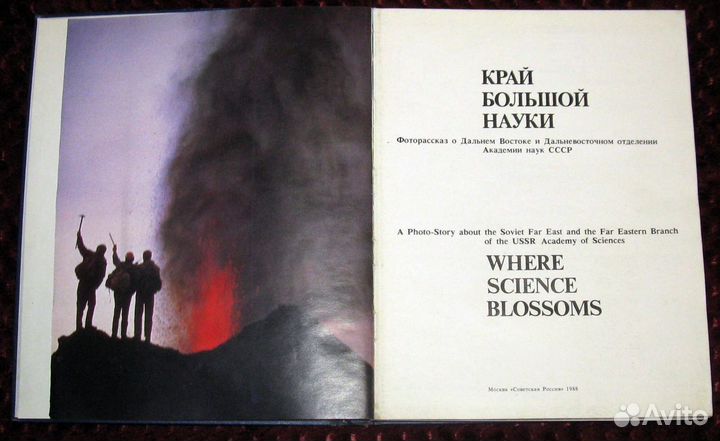 КРАЙ
БОЛЬШОЙ
НАУКИ
Фоторассказ о Дальнем Востоке и Дальневосточном отделении
Академии наук СССР
A Photo-Story about the Soviet Far East and the Far Eastern Branch
of the USSR Academy of Sciences
WHERE
SCIENCE
BLOSSOMS
Москва «Советская Россия» 1988
Avito